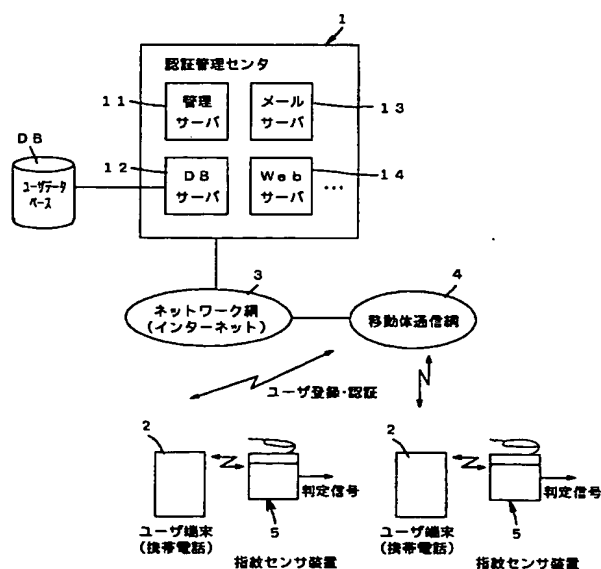 1
認証管理センタ
11
管理
サーバ
メール
サーバ
13
DB
ユーザデータ
ベース
12
DB
サーバ
Web
サーバ
・・・
14
3
ネットワーク網
(インターネット)
4
移動体通信網
ユーザ登録・認証
2
判定信号
ユーザ端末
(携帯電話)
5
指紋センサ装置
2
判定信号
ユーザ端末
(携帯電話)
5
指紋センサ装置